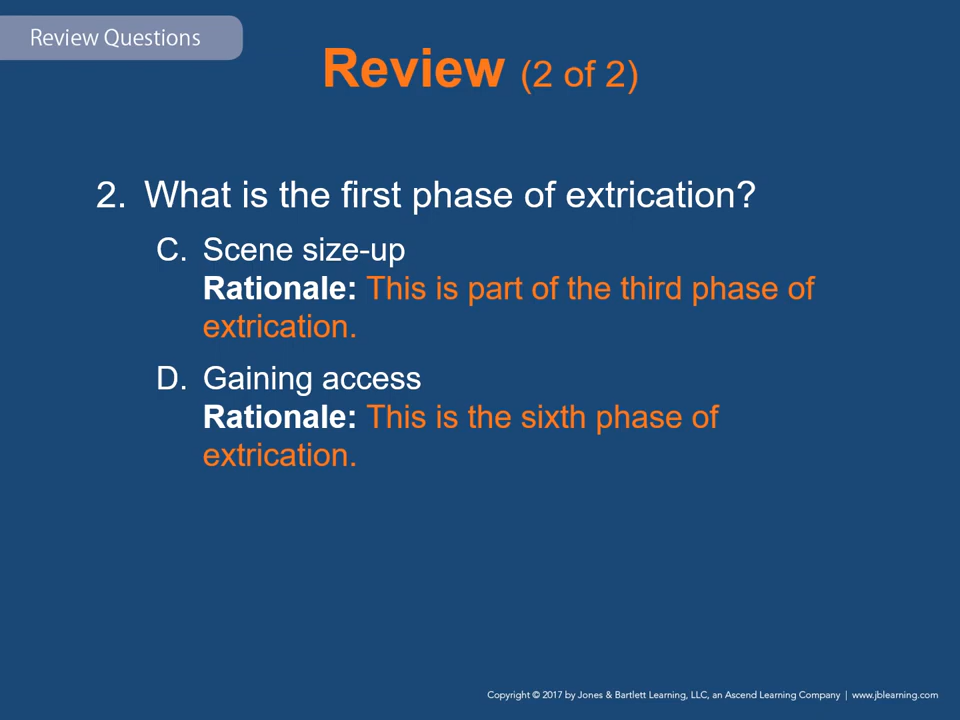 Review Questions
Review (2 of 2)
2. What is the first phase of extrication?
C. Scene size-up
Rationale: This is part of the third phase of
extrication.
D. Gaining access
Rationale: This is the sixth phase of
extrication.
Copyright © 2017 by Jones & Bartlett Learning, LLC, an Ascend Learning Company | www.jblearning.com